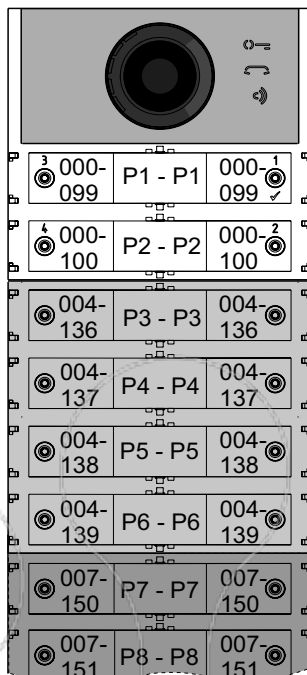 3 000-099 P1 - P1 000-099 1
4 000-100 P2 - P2 000-100 2
004-136 P3 - P3 004-136
004-137 P4 - P4 004-137
004-138 P5 - P5 004-138
004-139 P6 - P6 004-139
007-150 P7 - P7 007-150
007-151 P8 - P8 007-151